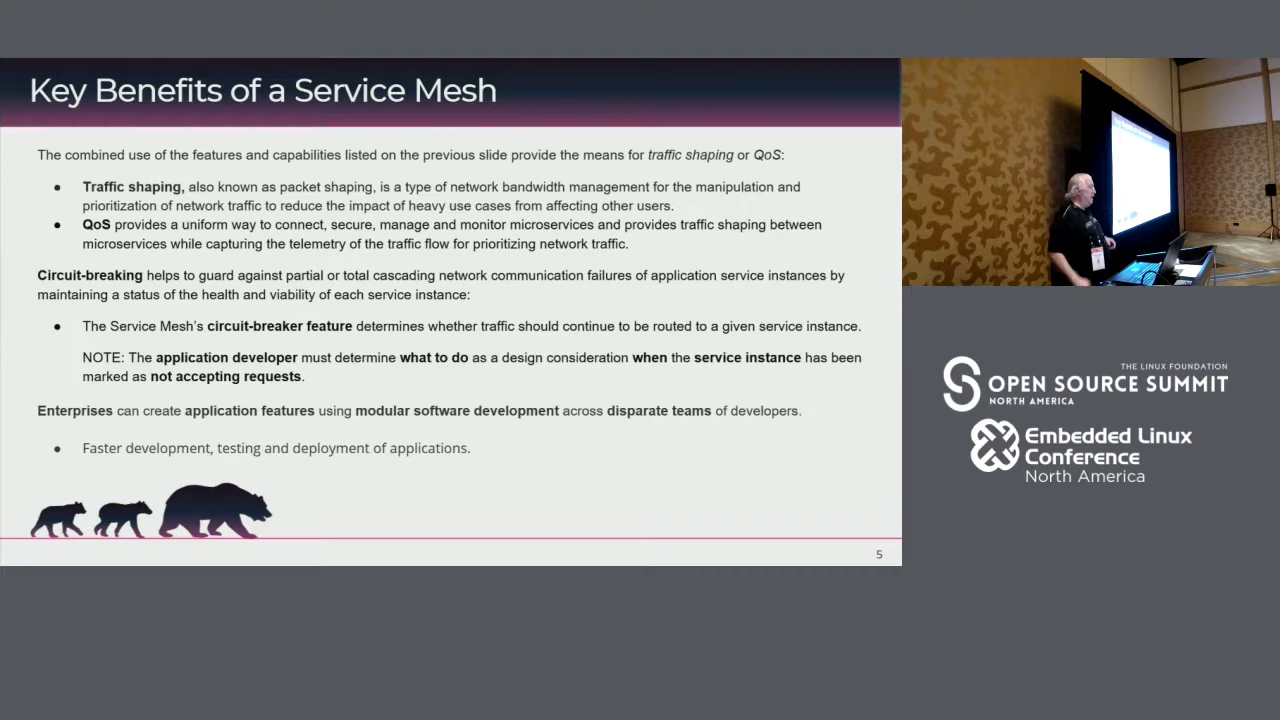 Key Benefits of a Service Mesh
The combined use of the features and capabilities listed on the previous slide provide the means for traffic shaping or QoS:
● Traffic shaping, also known as packet shaping, is a type of network bandwidth management for the manipulation and
prioritization of network traffic to reduce the impact of heavy use cases from affecting other users.
● QoS provides a uniform way to connect, secure, manage and monitor microservices and provides traffic shaping between
microservices while capturing the telemetry of the traffic flow for prioritizing network traffic.
Circuit-breaking helps to guard against partial or total cascading network communication failures of application service instances by
maintaining a status of the health and viability of each service instance:
● The Service Mesh's circuit-breaker feature determines whether traffic should continue to be routed to a given service instance.
NOTE: The application developer must determine what to do as a design consideration when the service instance has been
marked as not accepting requests.
Enterprises can create application features using modular software development across disparate teams of developers.
● Faster development, testing and deployment of applications.
5
THE LINUX FOUNDATION
OPEN SOURCE SUMMIT
NORTH AMERICA
Embedded Linux
Conference
North America